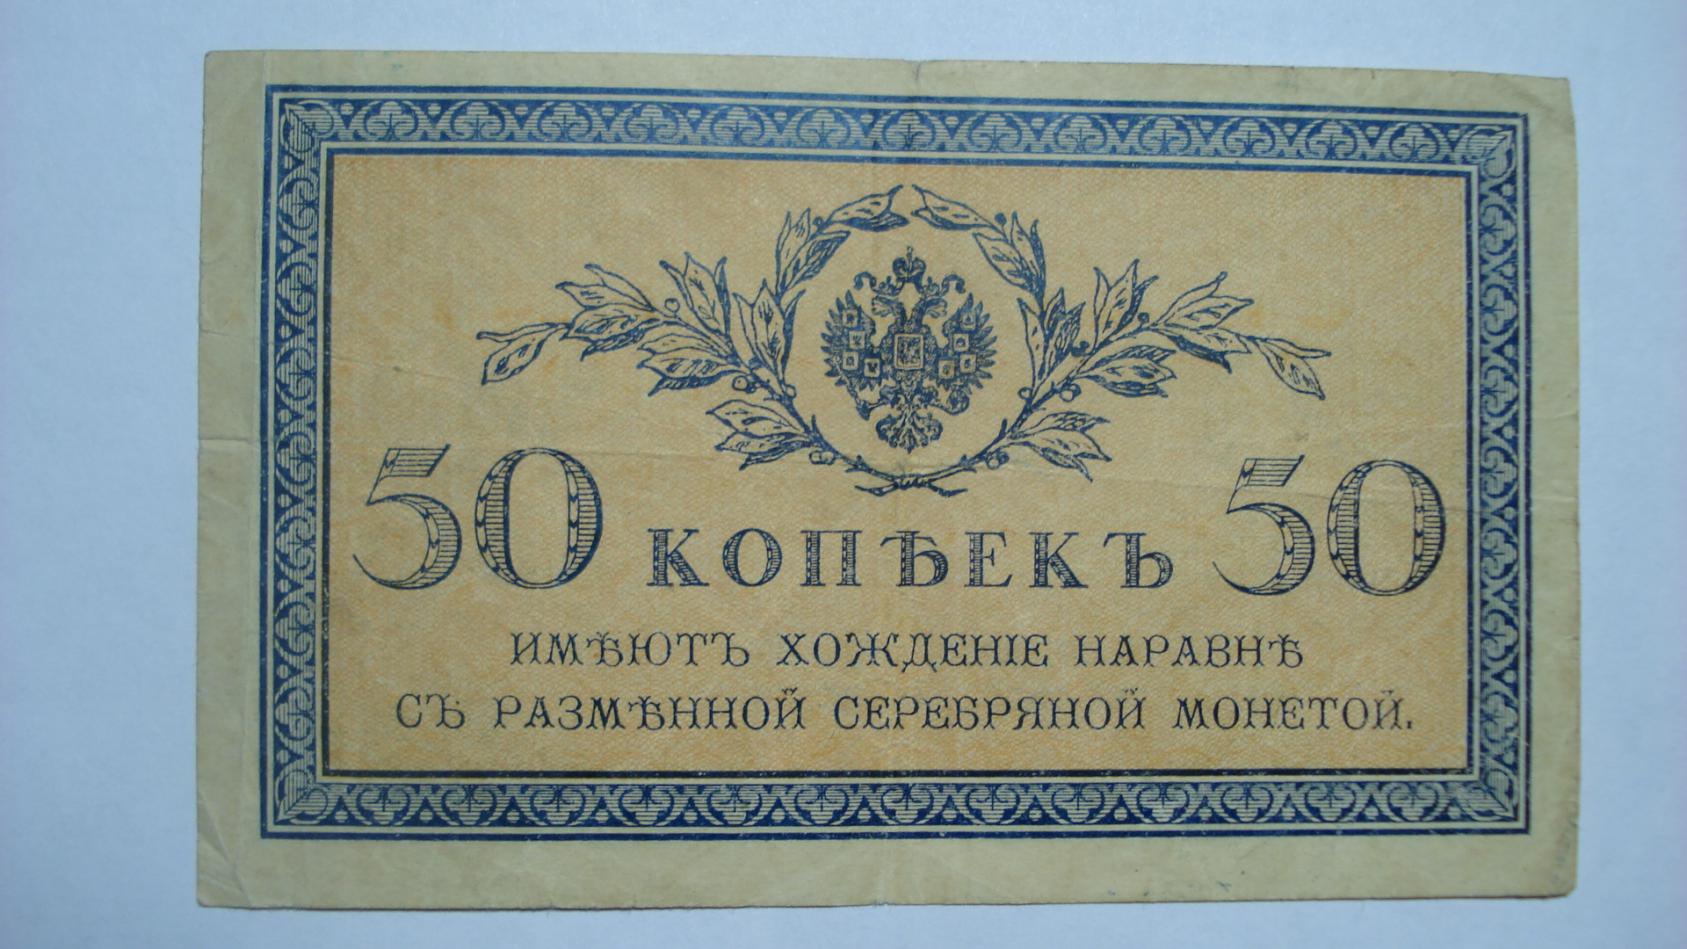 50 КОПѢЕКЪ 50
ИМѢЮТЪ ХОЖДЕНІЕ НАРАВНѢ
СЪ РАЗМѢННОЙ СЕРЕБРЯНОЙ МОНЕТОЙ.